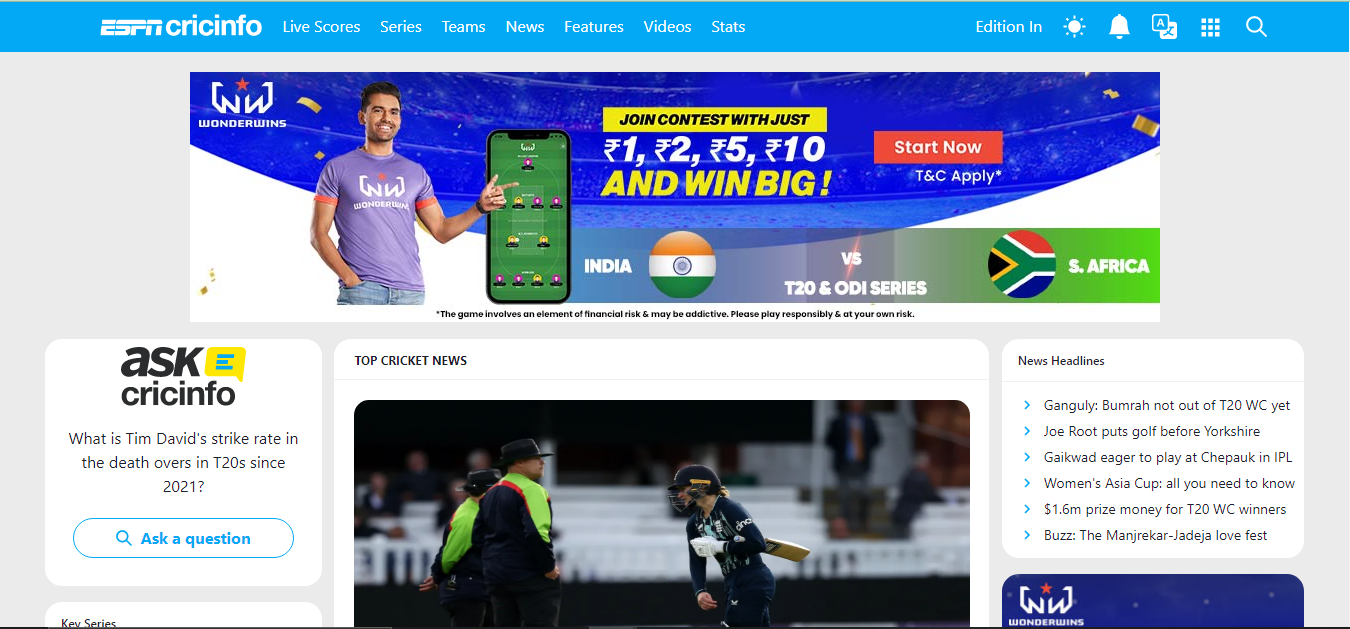 ESPN cricinfo Live Scores Series Teams News Features Videos Stats Edition In
WONDERWINS
JOIN CONTEST WITH JUST
₹1, ₹2, ₹5, ₹10
AND WIN BIG!
Start Now
T&C Apply*
WONDERWINS
INDIA
VS
T20 & ODI SERIES
S. AFRICA
*The game involves an element of financial risk & may be addictive. Please play responsibly & at your own risk.
ASK
cricinfo
What is Tim David's strike rate in
the death overs in T20s since
2021?
Ask a question
Key Series
TOP CRICKET NEWS
cinch
News Headlines
Ganguly: Bumrah not out of T20 WC yet
Joe Root puts golf before Yorkshire
Gaikwad eager to play at Chepauk in IPL
Women's Asia Cup: all you need to know
$1.6m prize money for T20 WC winners
Buzz: The Manjrekar-Jadeja love fest
WONDERWINS